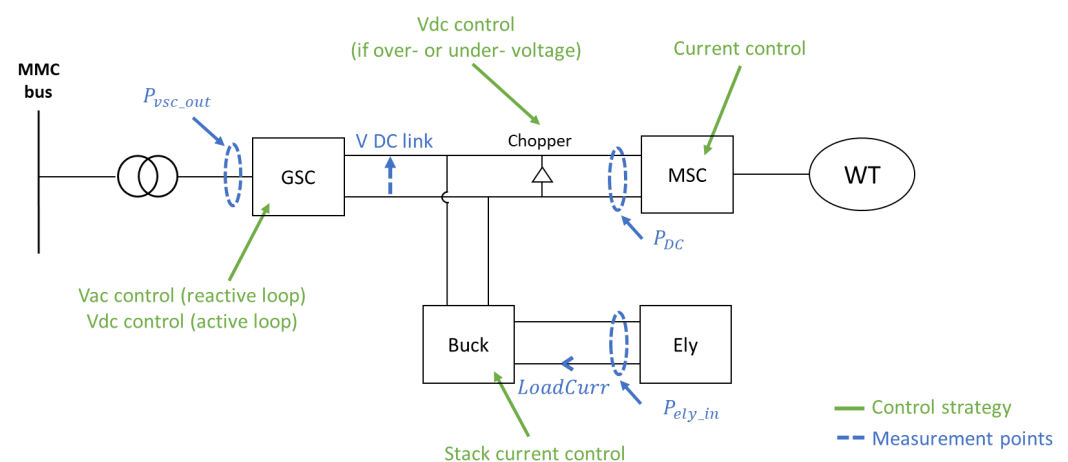 Vdc control
(if over- or under- voltage)
Current control
MMC
bus
P_vsc_out
V DC link
Chopper
GSC
MSC
WT
P_DC
Vac control (reactive loop)
Vdc control (active loop)
Buck
Ely
LoadCurr
P_ely_in
Control strategy
Measurement points
Stack current control